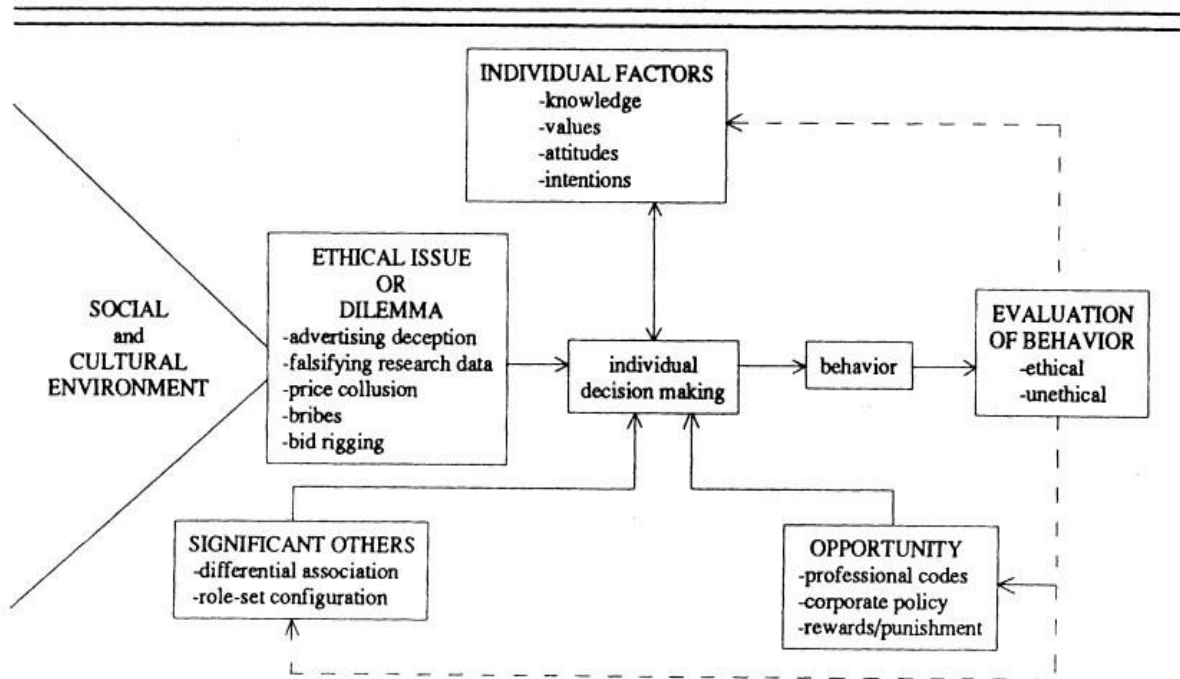 INDIVIDUAL FACTORS
-knowledge
-values
-attitudes
-intentions
SOCIAL
and
CULTURAL
ENVIRONMENT
ETHICAL ISSUE
OR
DILEMMA
-advertising deception
-falsifying research data
-price collusion
-bribes
-bid rigging
individual
decision making
behavior
EVALUATION
OF BEHAVIOR
-ethical
-unethical
SIGNIFICANT OTHERS
-differential association
-role-set configuration
OPPORTUNITY
-professional codes
-corporate policy
-rewards/punishment